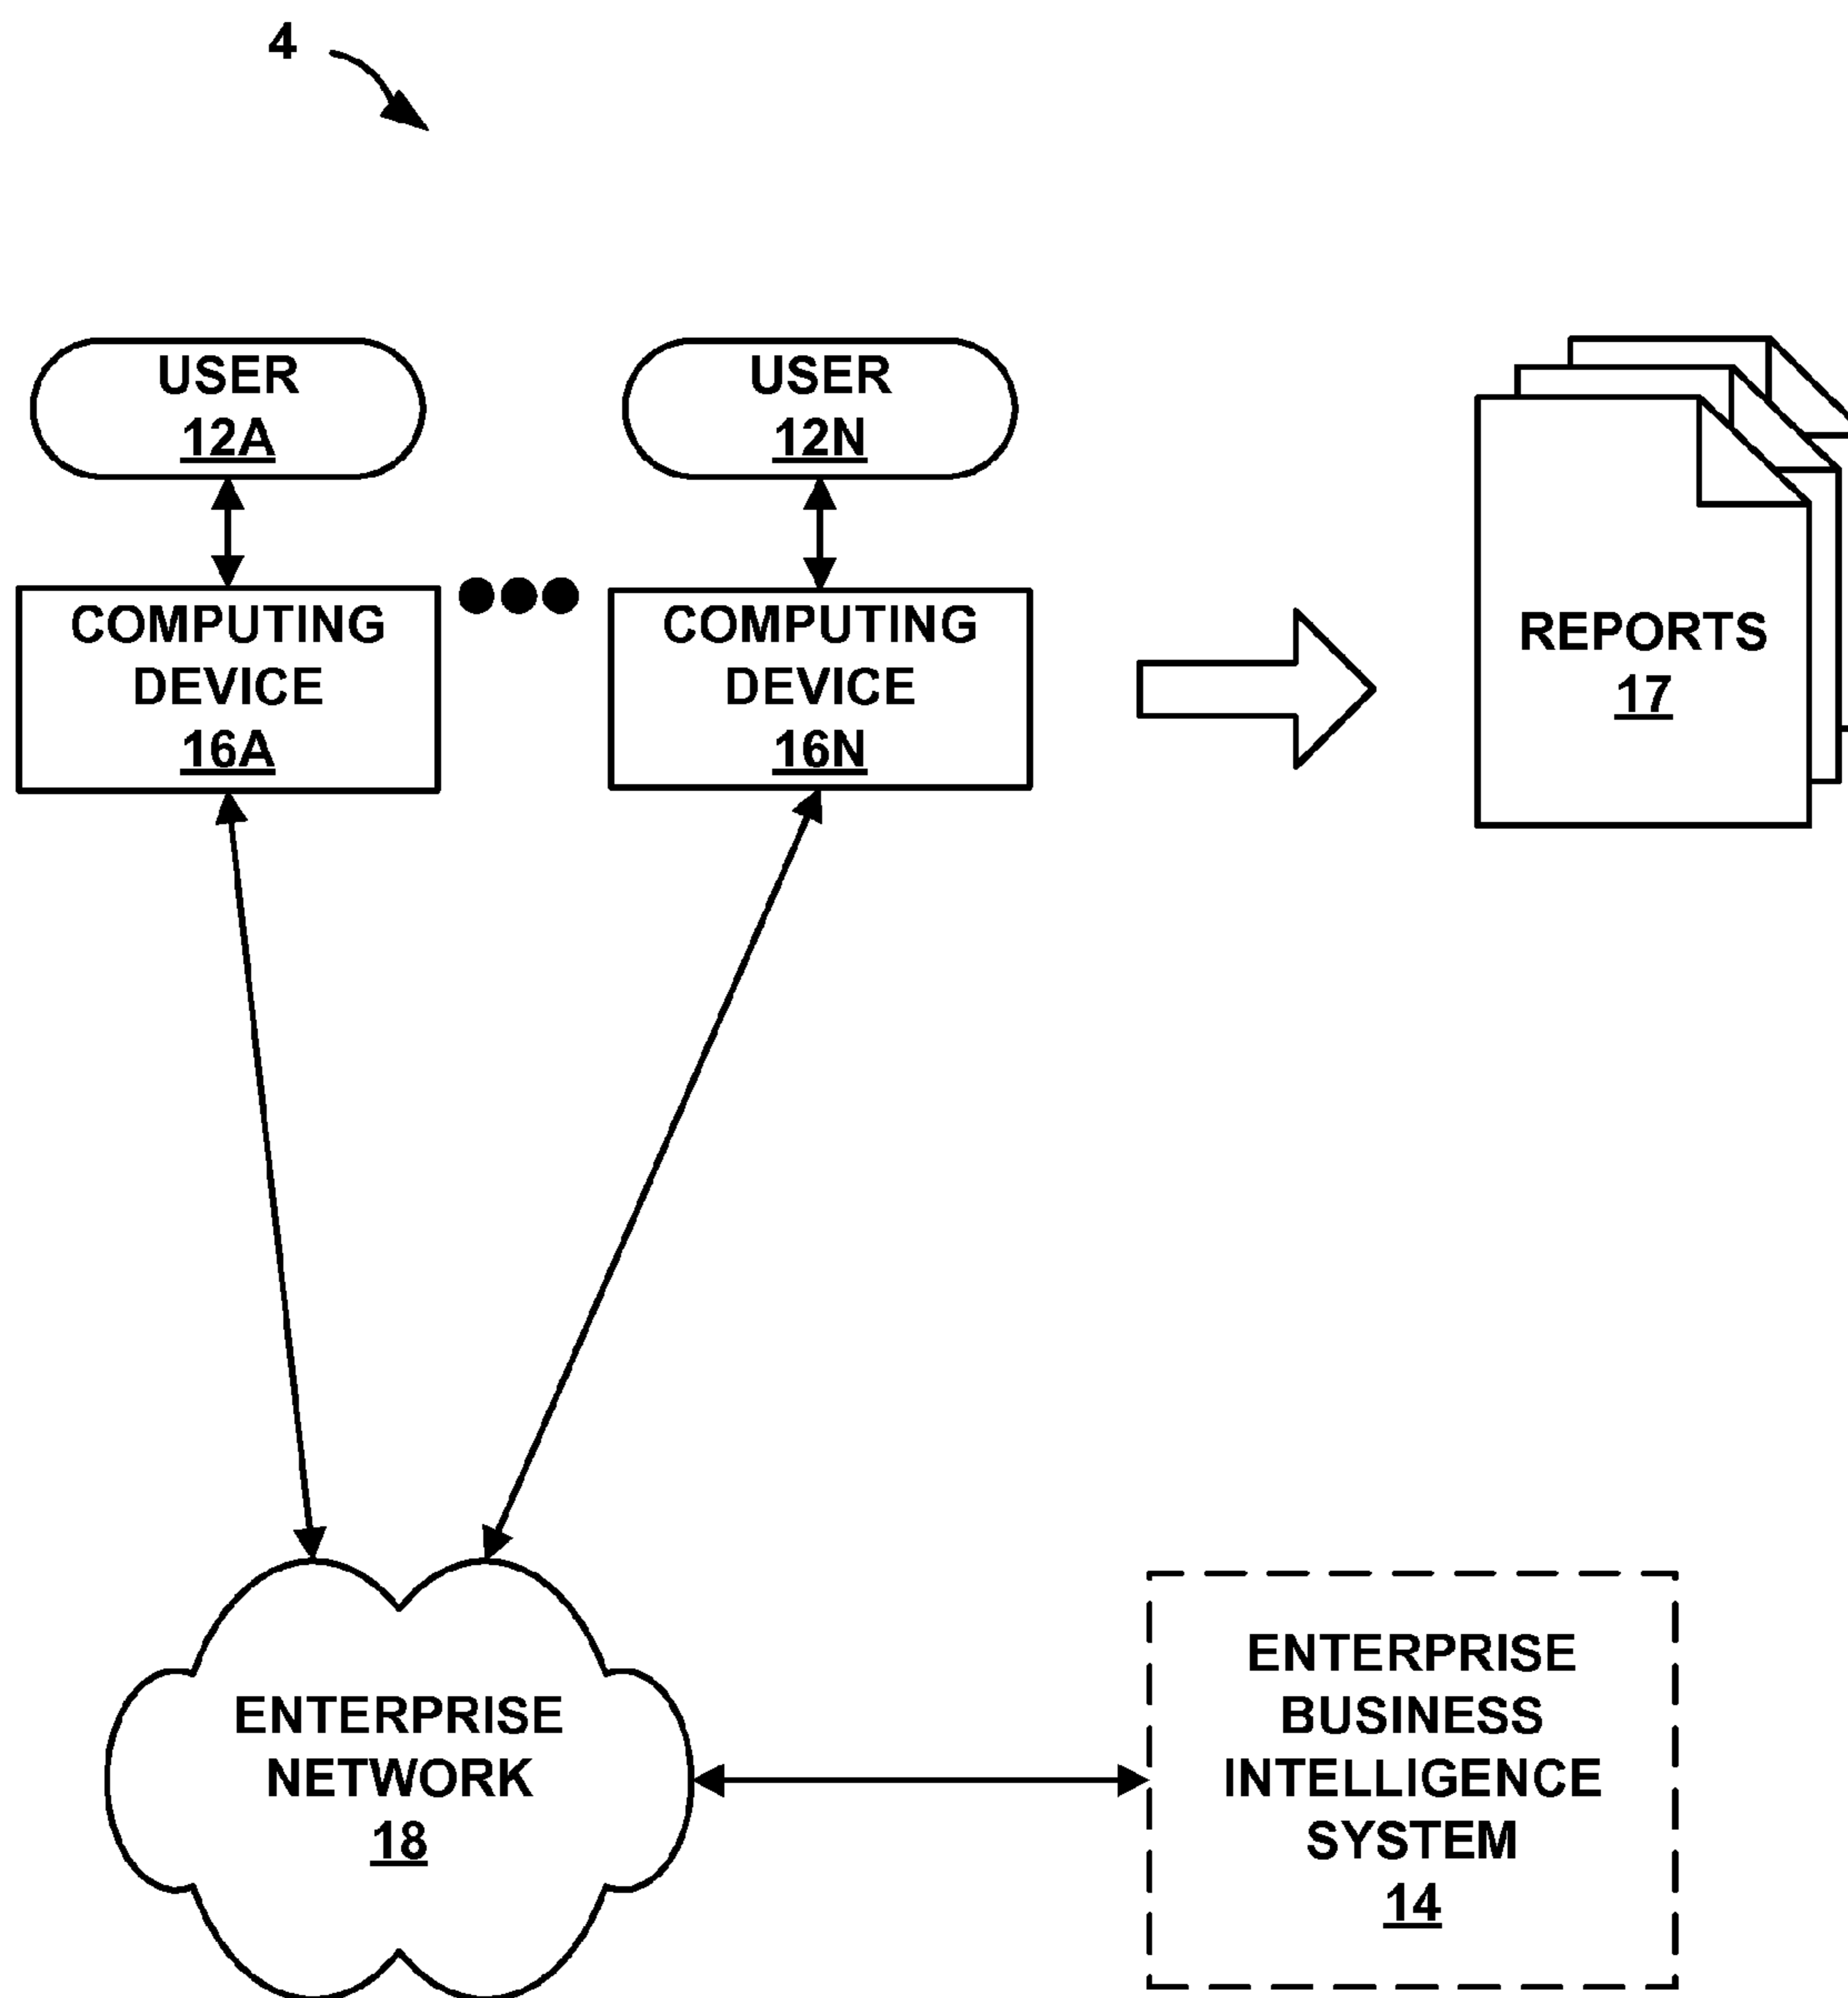 4
USER
12A
USER
12N
COMPUTING
DEVICE
16A
COMPUTING
DEVICE
16N
REPORTS
17
ENTERPRISE
NETWORK
18
ENTERPRISE
BUSINESS
INTELLIGENCE
SYSTEM
14